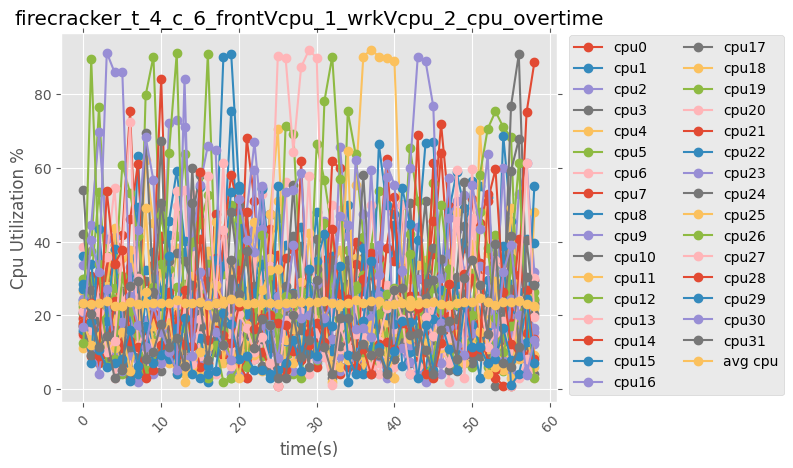 firecracker_t_4_c_6_frontVcpu_1_wrkVcpu_2_cpu_overtime
Cpu Utilization %
80
60
40
20
0
0
10
20
30
40
50
60
time(s)
cpu0
cpu1
cpu2
cpu3
cpu4
cpu5
cpu6
cpu7
cpu8
cpu9
cpu10
cpu11
cpu12
cpu13
cpu14
cpu15
cpu16
cpu17
cpu18
cpu19
cpu20
cpu21
cpu22
cpu23
cpu24
cpu25
cpu26
cpu27
cpu28
cpu29
cpu30
cpu31
avg cpu